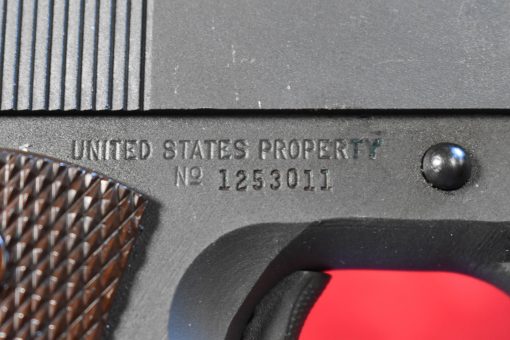 UNITED STATES PROPERTY
Nº 1253011